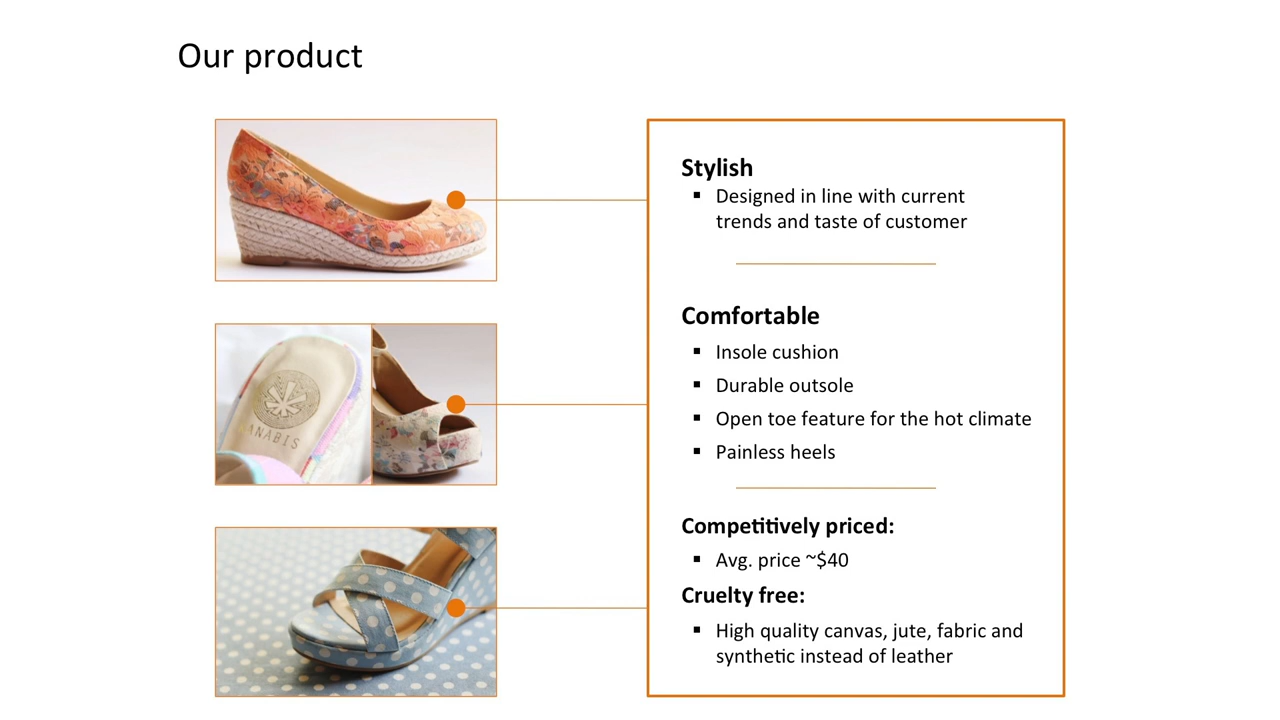 Our product
Stylish
▪ Designed in line with current
trends and taste of customer
Comfortable
▪ Insole cushion
▪ Durable outsole
▪ Open toe feature for the hot climate
▪ Painless heels
KANABIS
Competitively priced:
▪ Avg. price ~$40
Cruelty free:
▪ High quality canvas, jute, fabric and
synthetic instead of leather